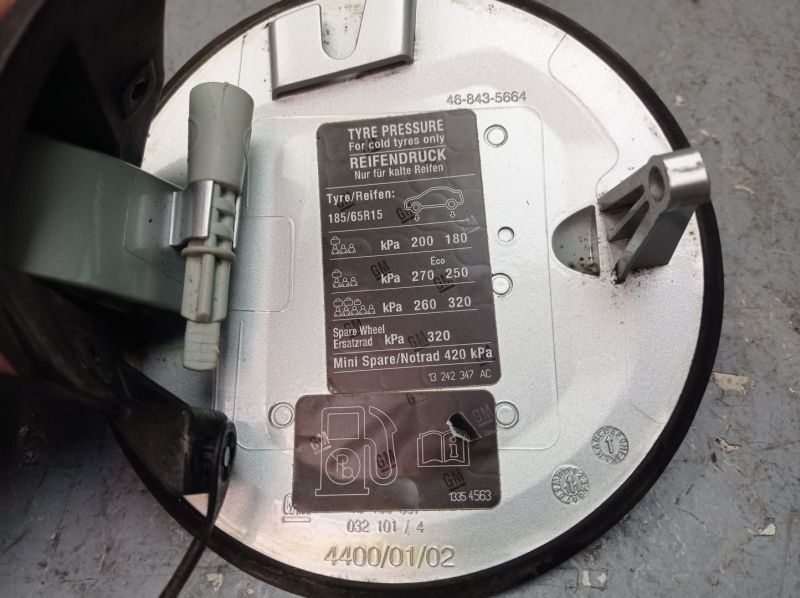 46-843-5664
TYRE PRESSURE
For cold tyres only
REIFENDRUCK
Nur für kalte Reifen
Tyre/Reifen:
185/65R15
kPa 200 180
Eco
kPa 270 250
kPa 260 320
Spare Wheel
Ersatzrad kPa 320
Mini Spare/Notrad 420 kPa
13 242 347 AC
GM
1335 4563
032 101 / 4
4400/01/02